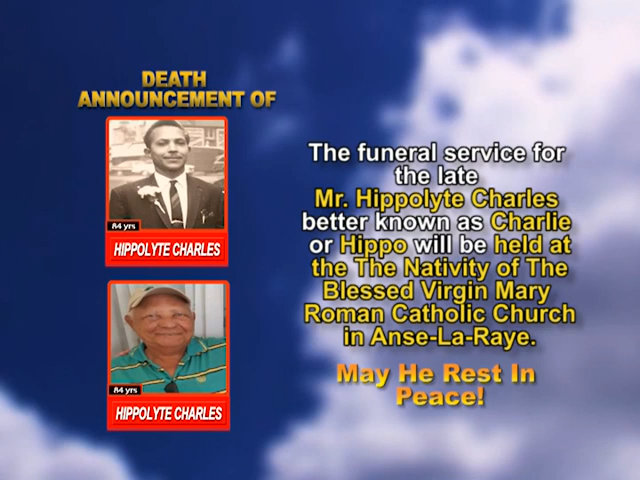 DEATH
ANNOUNCEMENT OF
84 yrs
HIPPOLYTE CHARLES
84 yrs
HIPPOLYTE CHARLES
The funeral service for
the late
Mr. Hippolyte Charles
better known as Charlie
or Hippo will be held at
the The Nativity of The
Blessed Virgin Mary
Roman Catholic Church
in Anse-La-Raye.
May He Rest In
Peace!